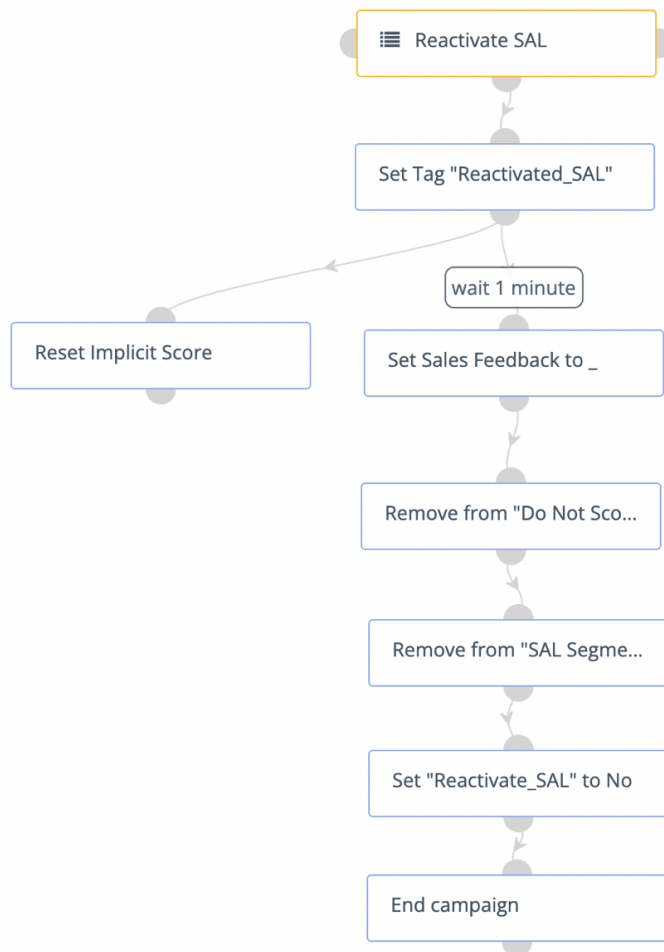 Reactivate SAL
Set Tag "Reactivated_SAL"
wait 1 minute
Reset Implicit Score
Set Sales Feedback to _
Remove from "Do Not Sco...
Remove from "SAL Segme...
Set "Reactivate_SAL" to No
End campaign